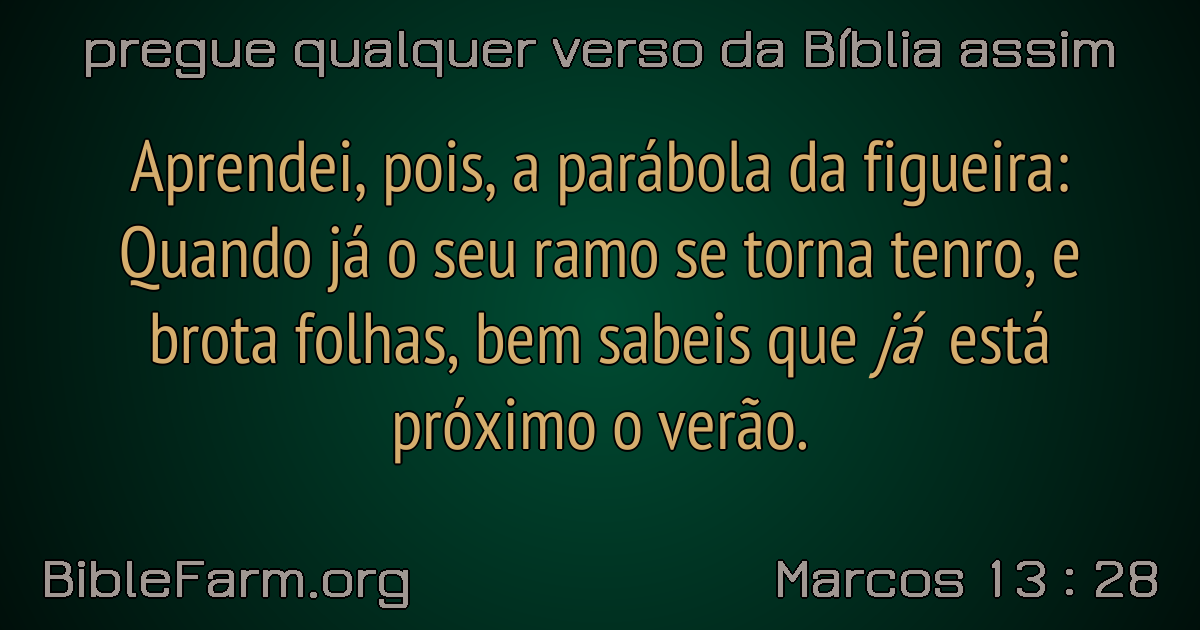 pregue qualquer verso da Bíblia assim
Aprendei, pois, a parábola da figueira:
Quando já o seu ramo se torna tenro, e
brota folhas, bem sabeis que já está
próximo o verão.
BibleFarm.org
Marcos 13 : 28